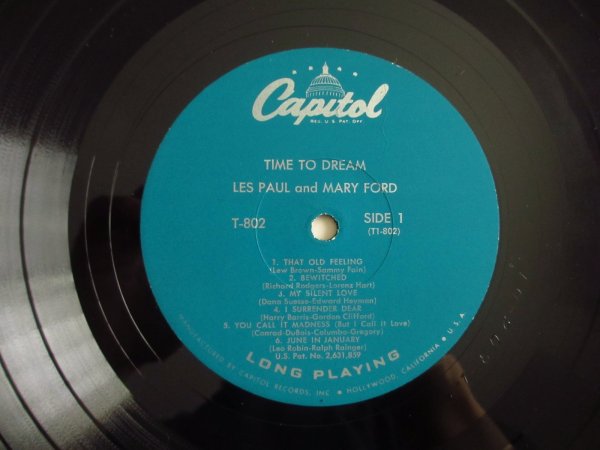 Capitol
REG. U.S. PAT. OFF.
TIME TO DREAM
LES PAUL and MARY FORD
T-802
SIDE 1
(T1-802)
1. THAT OLD FEELING
(Lew Brown-Sammy Fain)
2. BEWITCHED
(Richard Rodgers-Lorenz Hart)
3. MY SILENT LOVE
(Dana Suesse-Edward Heyman)
4. I SURRENDER DEAR
(Harry Barris-Gordon Clifford)
5. YOU CALL IT MADNESS (But I Call It Love)
(Conrad-DuBois-Columbo-Gregory)
6. JUNE IN JANUARY
(Leo Robin-Ralph Rainger)
U.S. Pat. No. 2,631,859
LONG PLAYING
MANUFACTURED BY CAPITOL RECORDS, INC • HOLLYWOOD, CALIFORNIA • U.S.A.